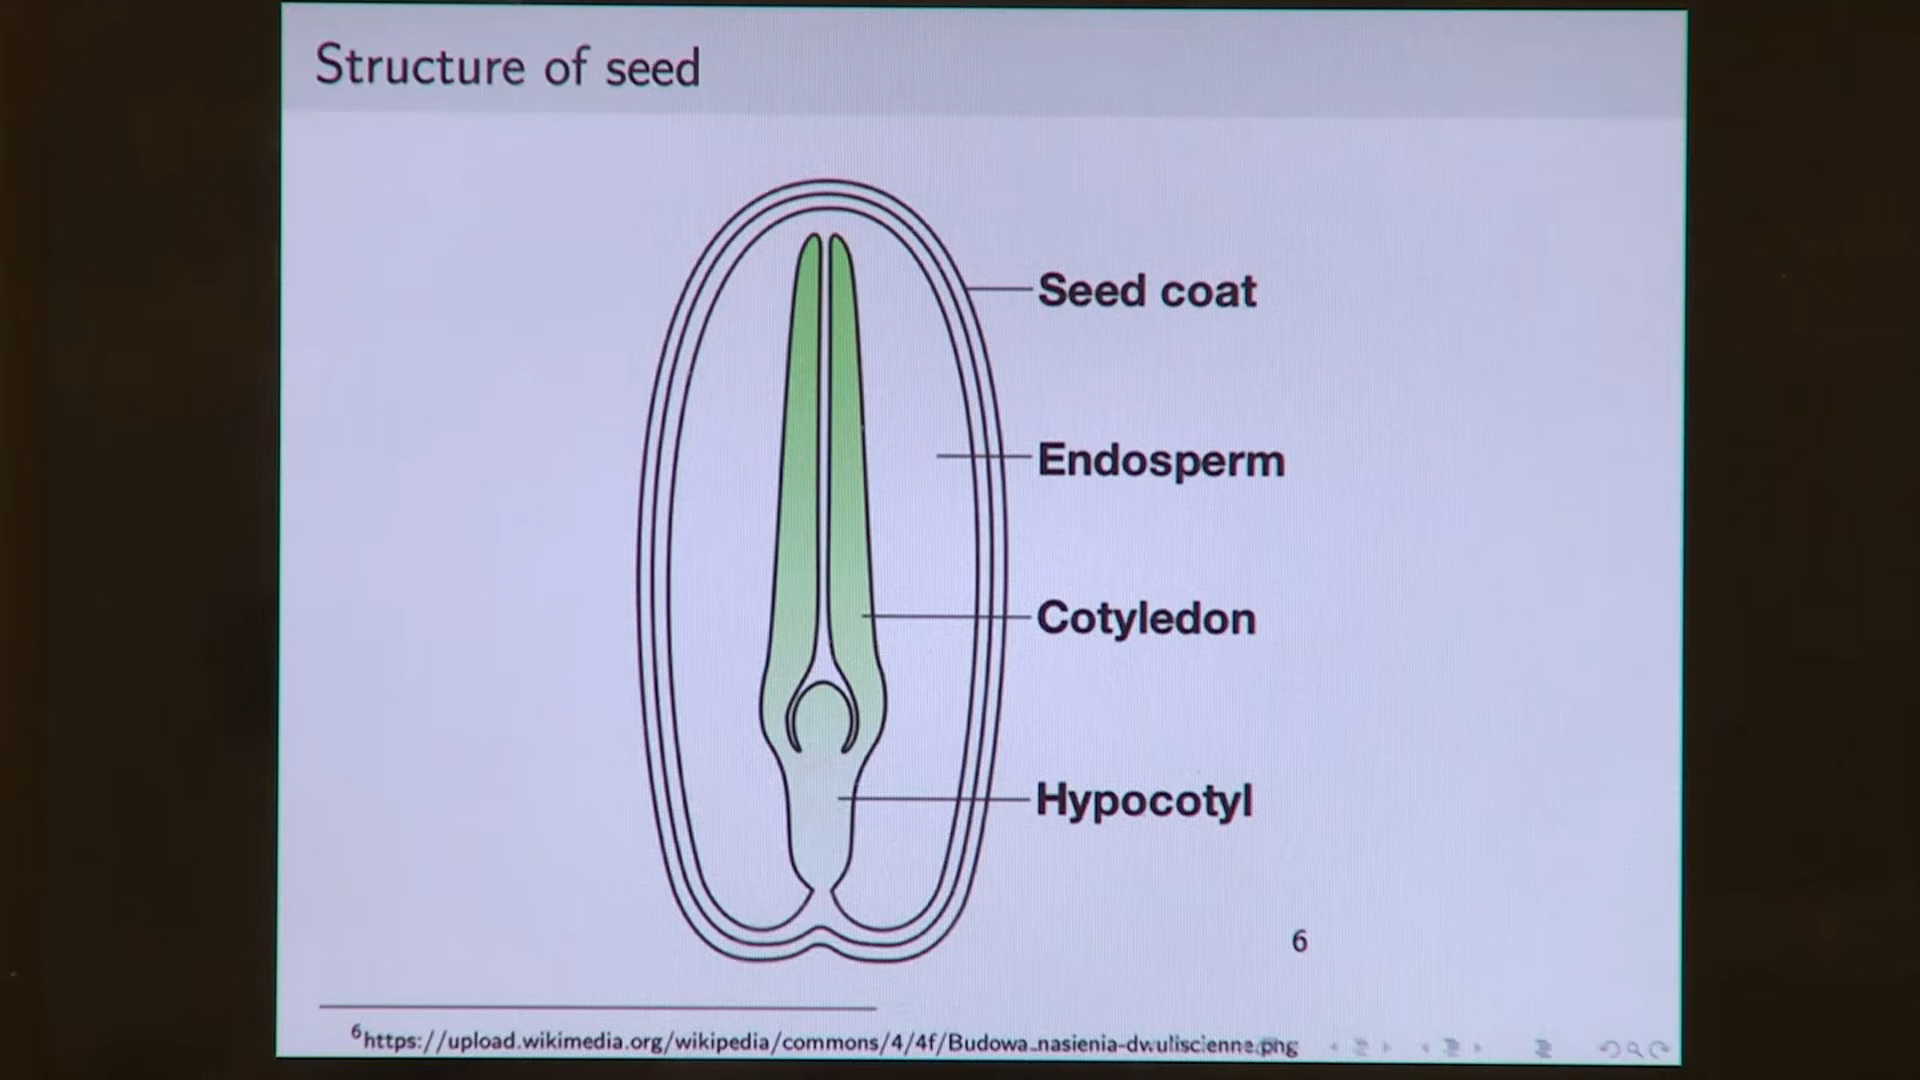 Structure of seed
Seed coat
Endosperm
Cotyledon
Hypocotyl
6
6https://upload.wikimedia.org/wikipedia/commons/4/4f/Budowa_nasienia-dwuliscienne.png